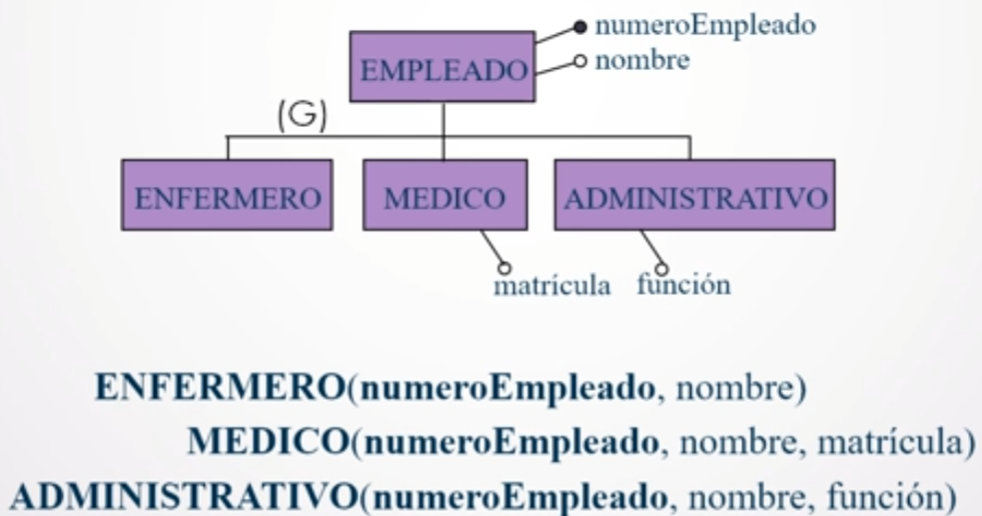 numeroEmpleado
EMPLEADO
nombre
(G)
ENFERMERO
MEDICO
ADMINISTRATIVO
matrícula
función
ENFERMERO(numeroEmpleado, nombre)
MEDICO(numeroEmpleado, nombre, matrícula)
ADMINISTRATIVO(numeroEmpleado, nombre, función)